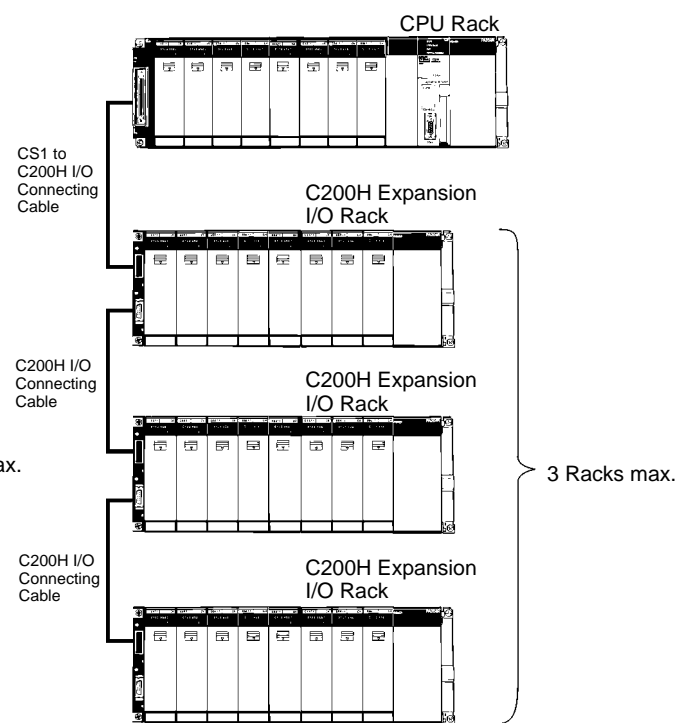 CPU Rack
CS1 to
C200H I/O
Connecting
Cable
C200H Expansion
I/O Rack
C200H I/O
Connecting
Cable
C200H Expansion
I/O Rack
ax.
3 Racks max.
C200H I/O
Connecting
Cable
C200H Expansion
I/O Rack